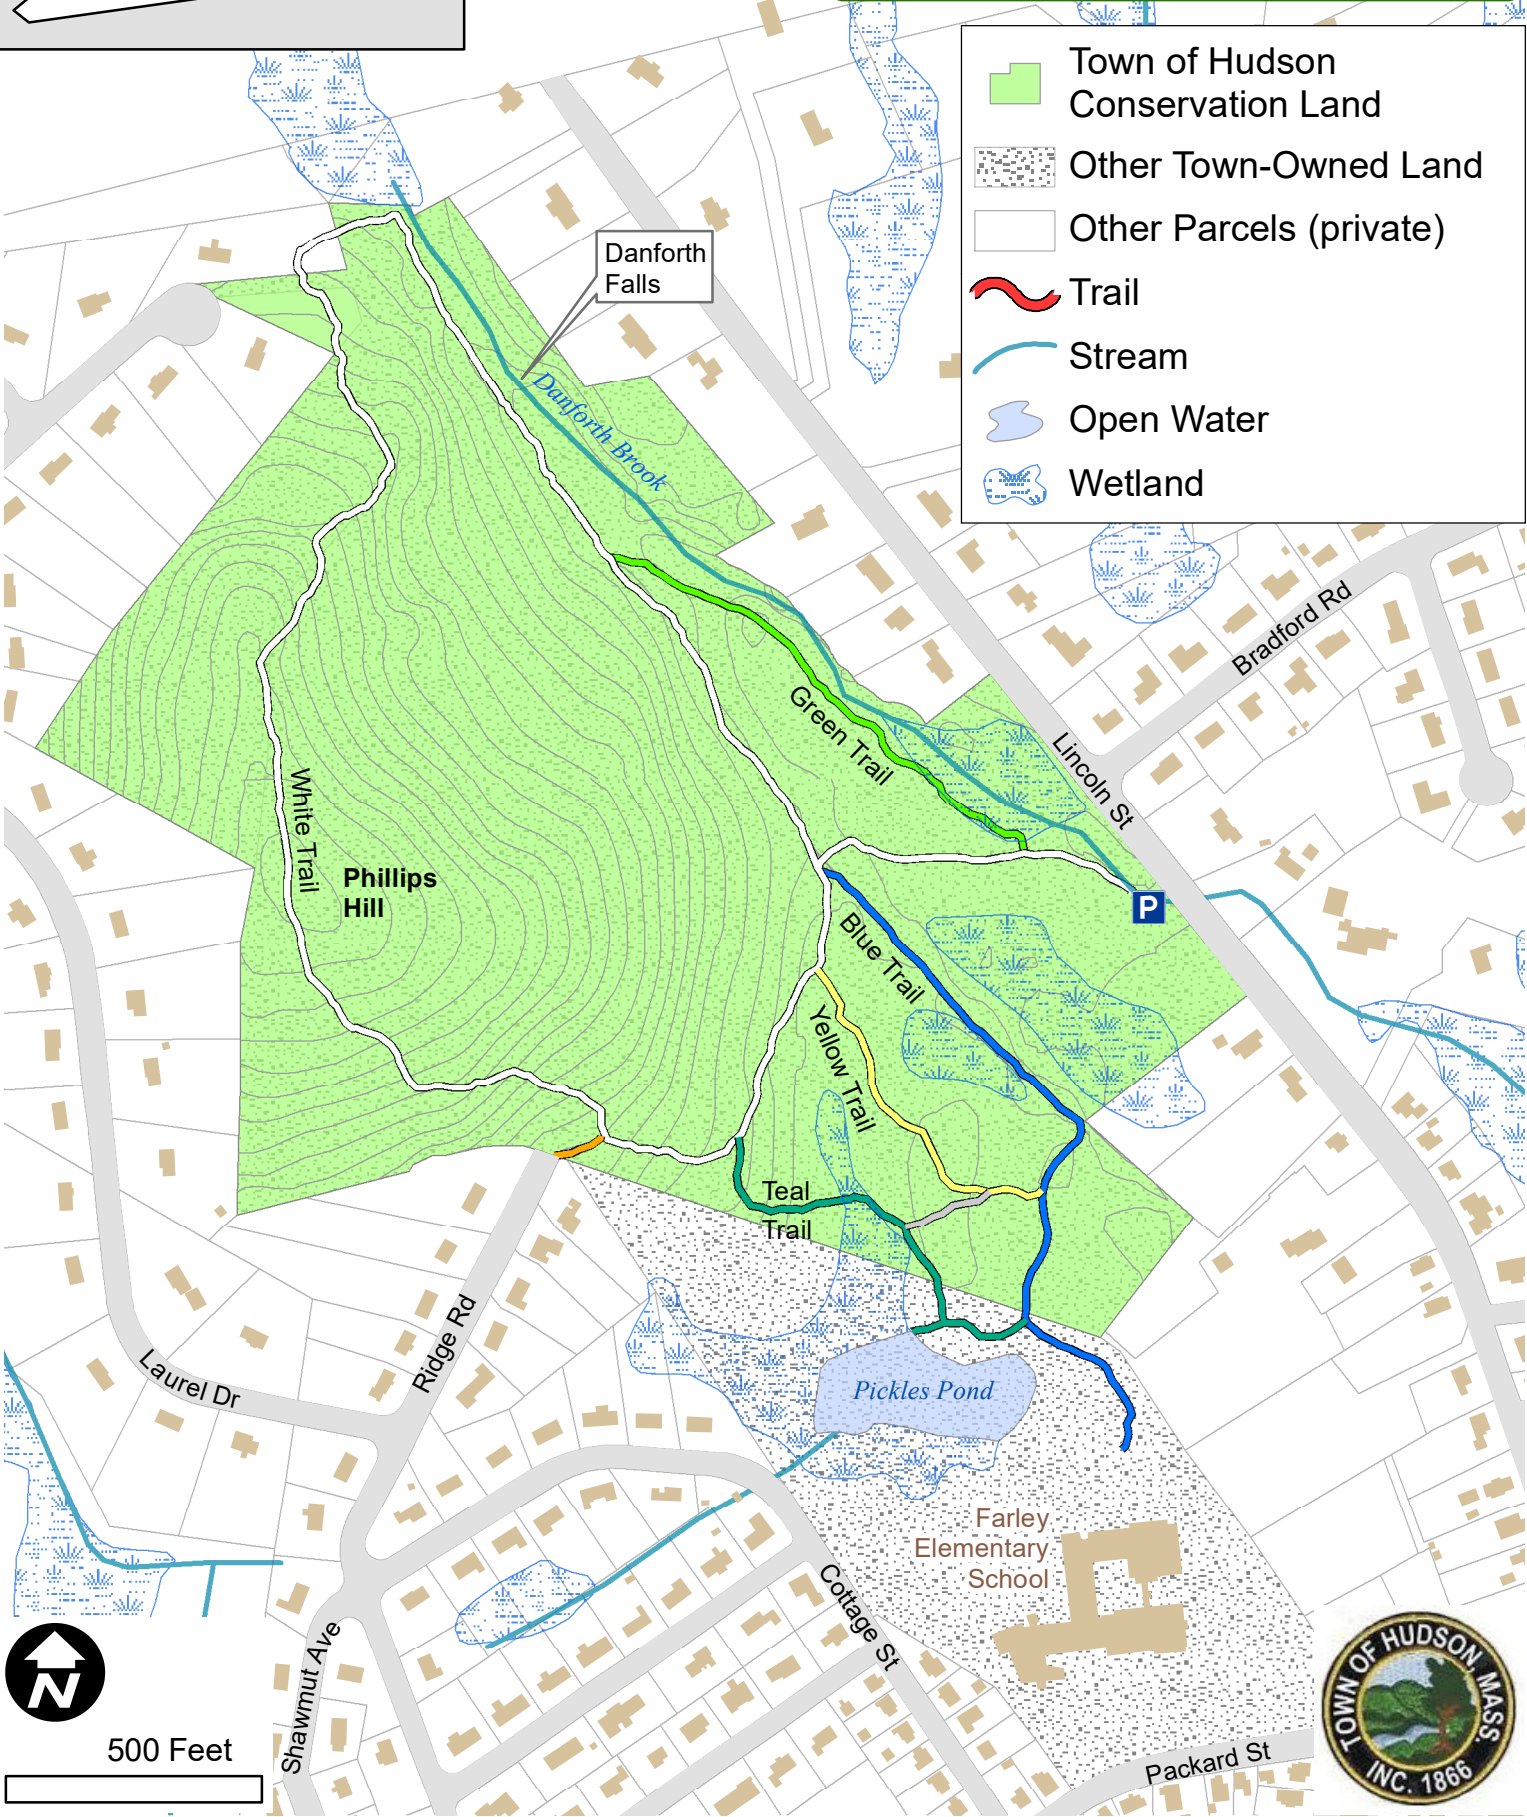 Town of Hudson
Conservation Land
Other Town-Owned Land
Other Parcels (private)
Trail
Stream
Open Water
Wetland
Danforth
Falls
Danforth Brook
Bradford Rd
Green Trail
Lincoln St
White Trail
Phillips
Hill
P
Blue Trail
Yellow Trail
Teal
Trail
Ridge Rd
Laurel Dr
Pickles Pond
Farley
Elementary
School
Cottage St
Shawmut Ave
N
500 Feet
Packard St
TOWN OF HUDSON, MASS.
INC. 1866